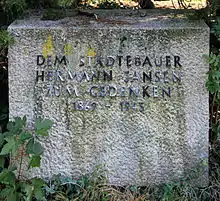 DEM STÄDTEBAUER
HERMANN JANSEN
ZUM GEDENKEN
1869 - 1945